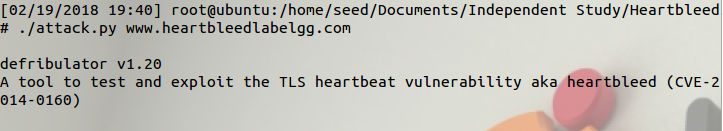 [02/19/2018 19:40] root@ubuntu:/home/seed/Documents/Independent Study/Heartbleed
# ./attack.py www.heartbleedlabelgg.com
defribulator v1.20
A tool to test and exploit the TLS heartbeat vulnerability aka heartbleed (CVE-2
014-0160)